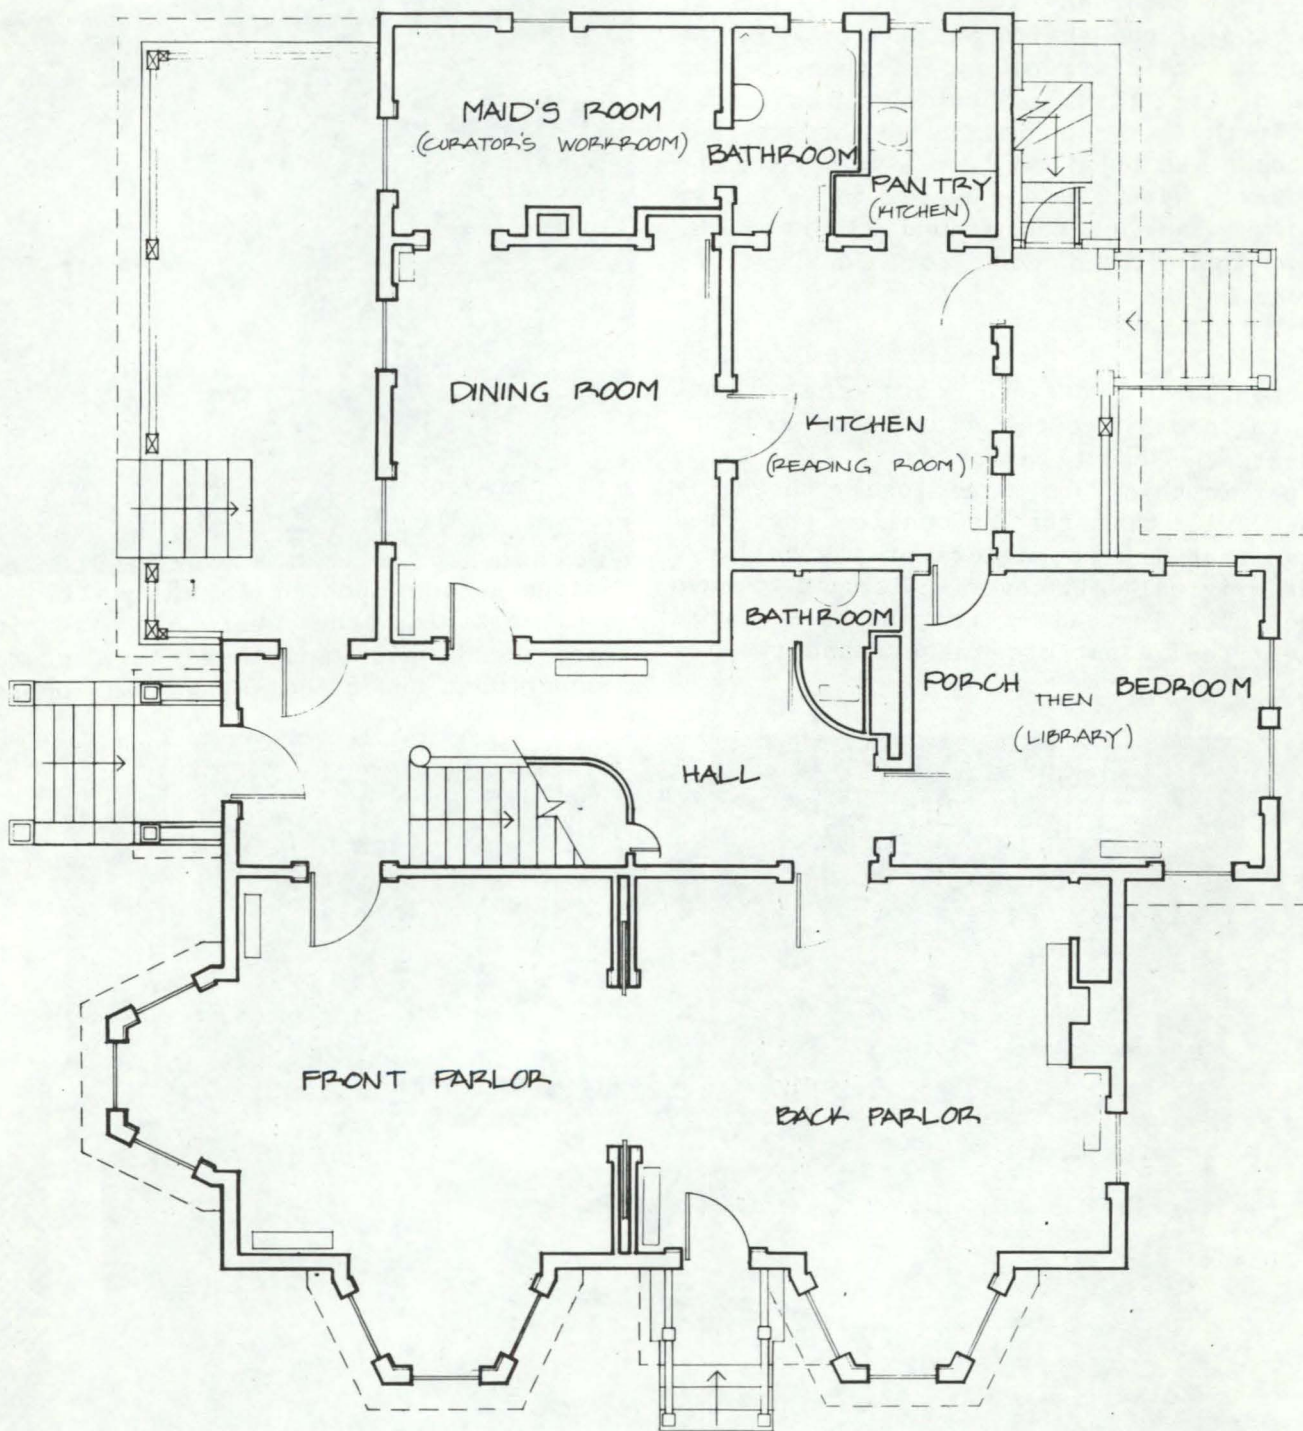 MAID'S ROOM
(CURATOR'S WORKROOM)
BATHROOM
PANTRY
(KITCHEN)
DINING ROOM
KITCHEN
(READING ROOM)
BATHROOM
PORCH THEN BEDROOM
(LIBRARY)
HALL
FRONT PARLOR
BACK PARLOR